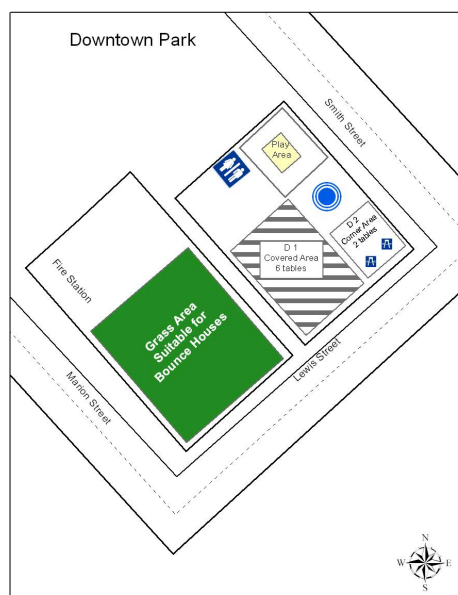 Downtown Park
Smith Street
Play
Area
D 2
Corner Area
2 tables
D 1
Covered Area
6 tables
Fire Station
Grass Area
Suitable for
Bounce Houses
Lewis Street
Marion Street
N
W
E
S